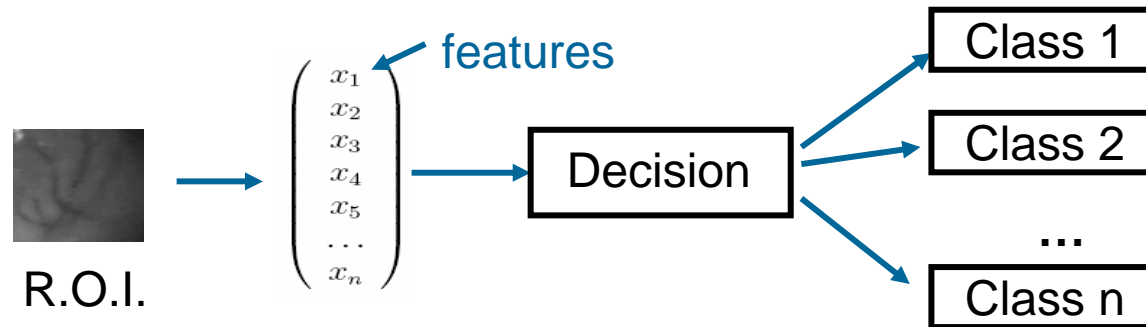 features
x₁
x₂
x₃
x₄
x₅
...
xₙ
R.O.I.
Decision
Class 1
Class 2
...
Class n